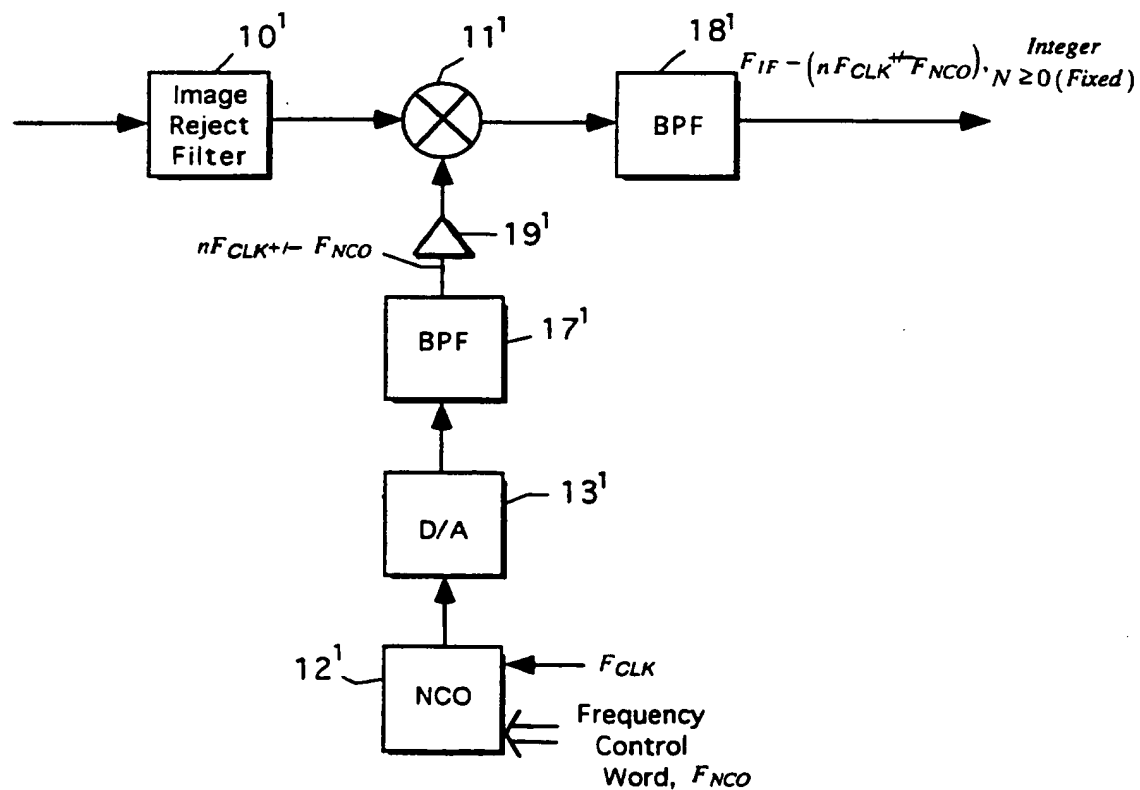 10¹
11¹
18¹
F_IF − (nF_CLK +/− F_NCO), Integer
N ≥ 0 (Fixed)
Image
Reject
Filter
BPF
19¹
nF_CLK +/− F_NCO
BPF
17¹
D/A
13¹
12¹
NCO
F_CLK
Frequency
Control
Word, F_NCO